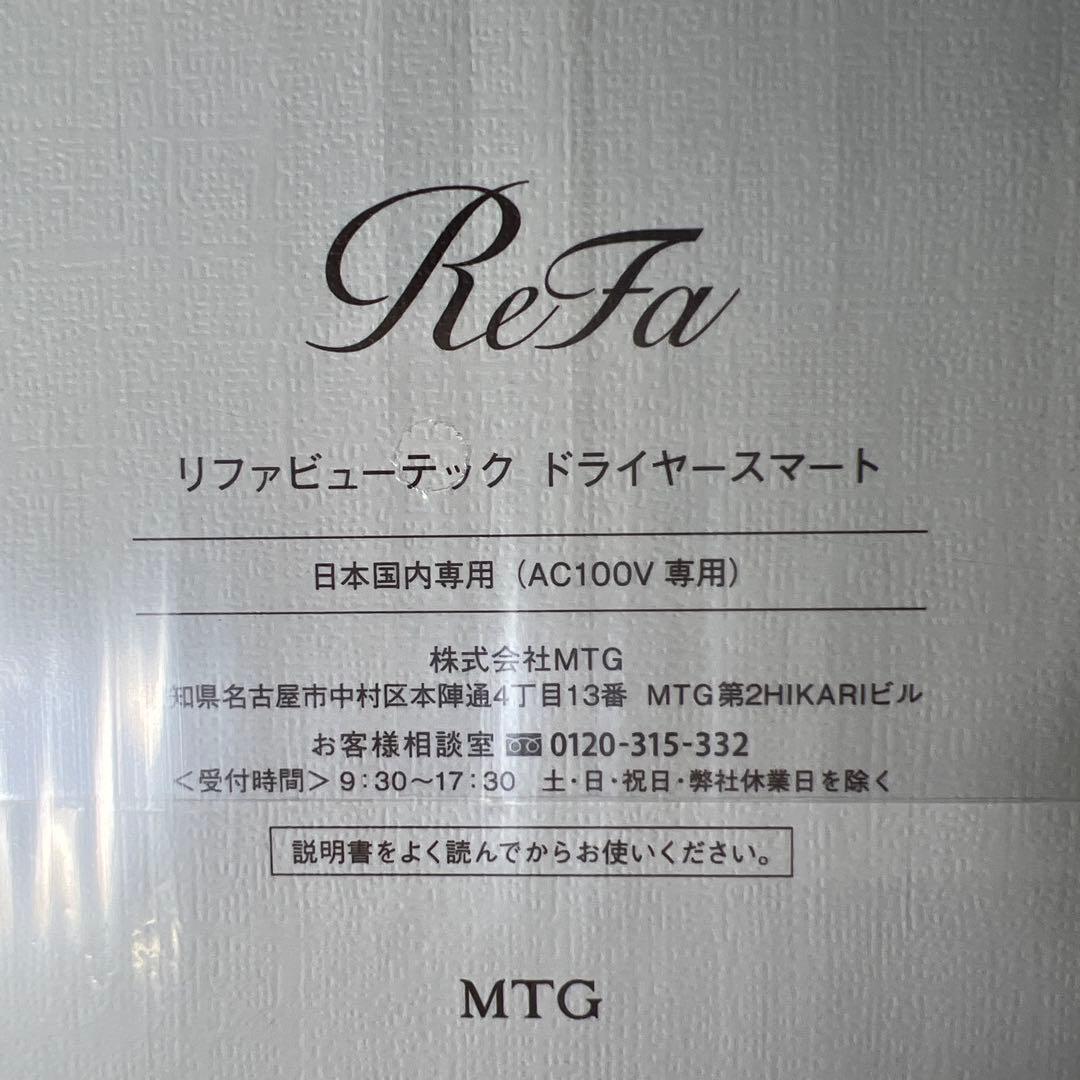 ReFa
リファビューテック ドライヤースマート
日本国内専用（AC100V 専用）
株式会社MTG
知県名古屋市中村区本陣通4丁目13番 MTG第2HIKARIビル
お客様相談室 0120-315-332
＜受付時間＞9:30～17:30 土・日・祝日・弊社休業日を除く
説明書をよく読んでからお使いください。
MTG